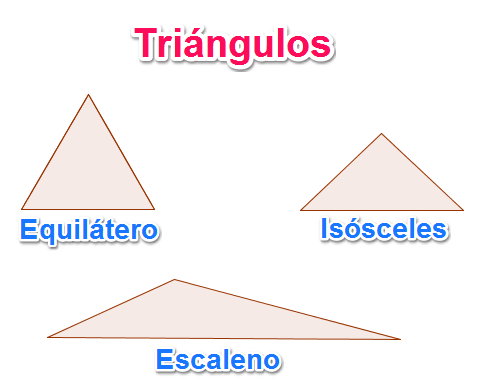 Triángulos
Equilátero
Isósceles
Escaleno